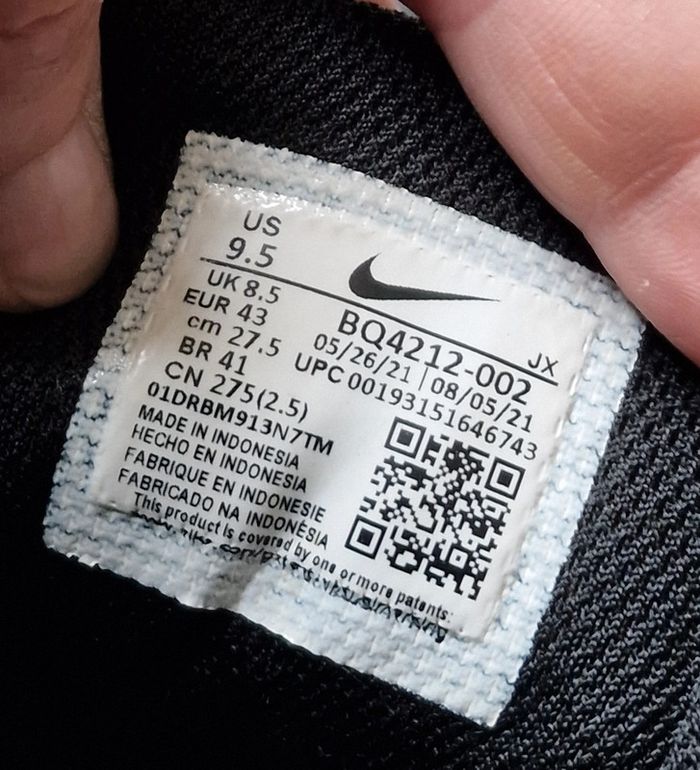 US
9.5
UK 8.5
EUR 43
cm 27.5
BR 41
CN 275(2.5)
01DRBM913N7TM
MADE IN INDONESIA
HECHO EN INDONESIA
FABRIQUE EN INDONESIE
FABRICADO NA INDONÉSIA
This product is covered by one or more patents:
JX
BQ4212-002
05/26/21 | 08/05/21
UPC 00193151646743